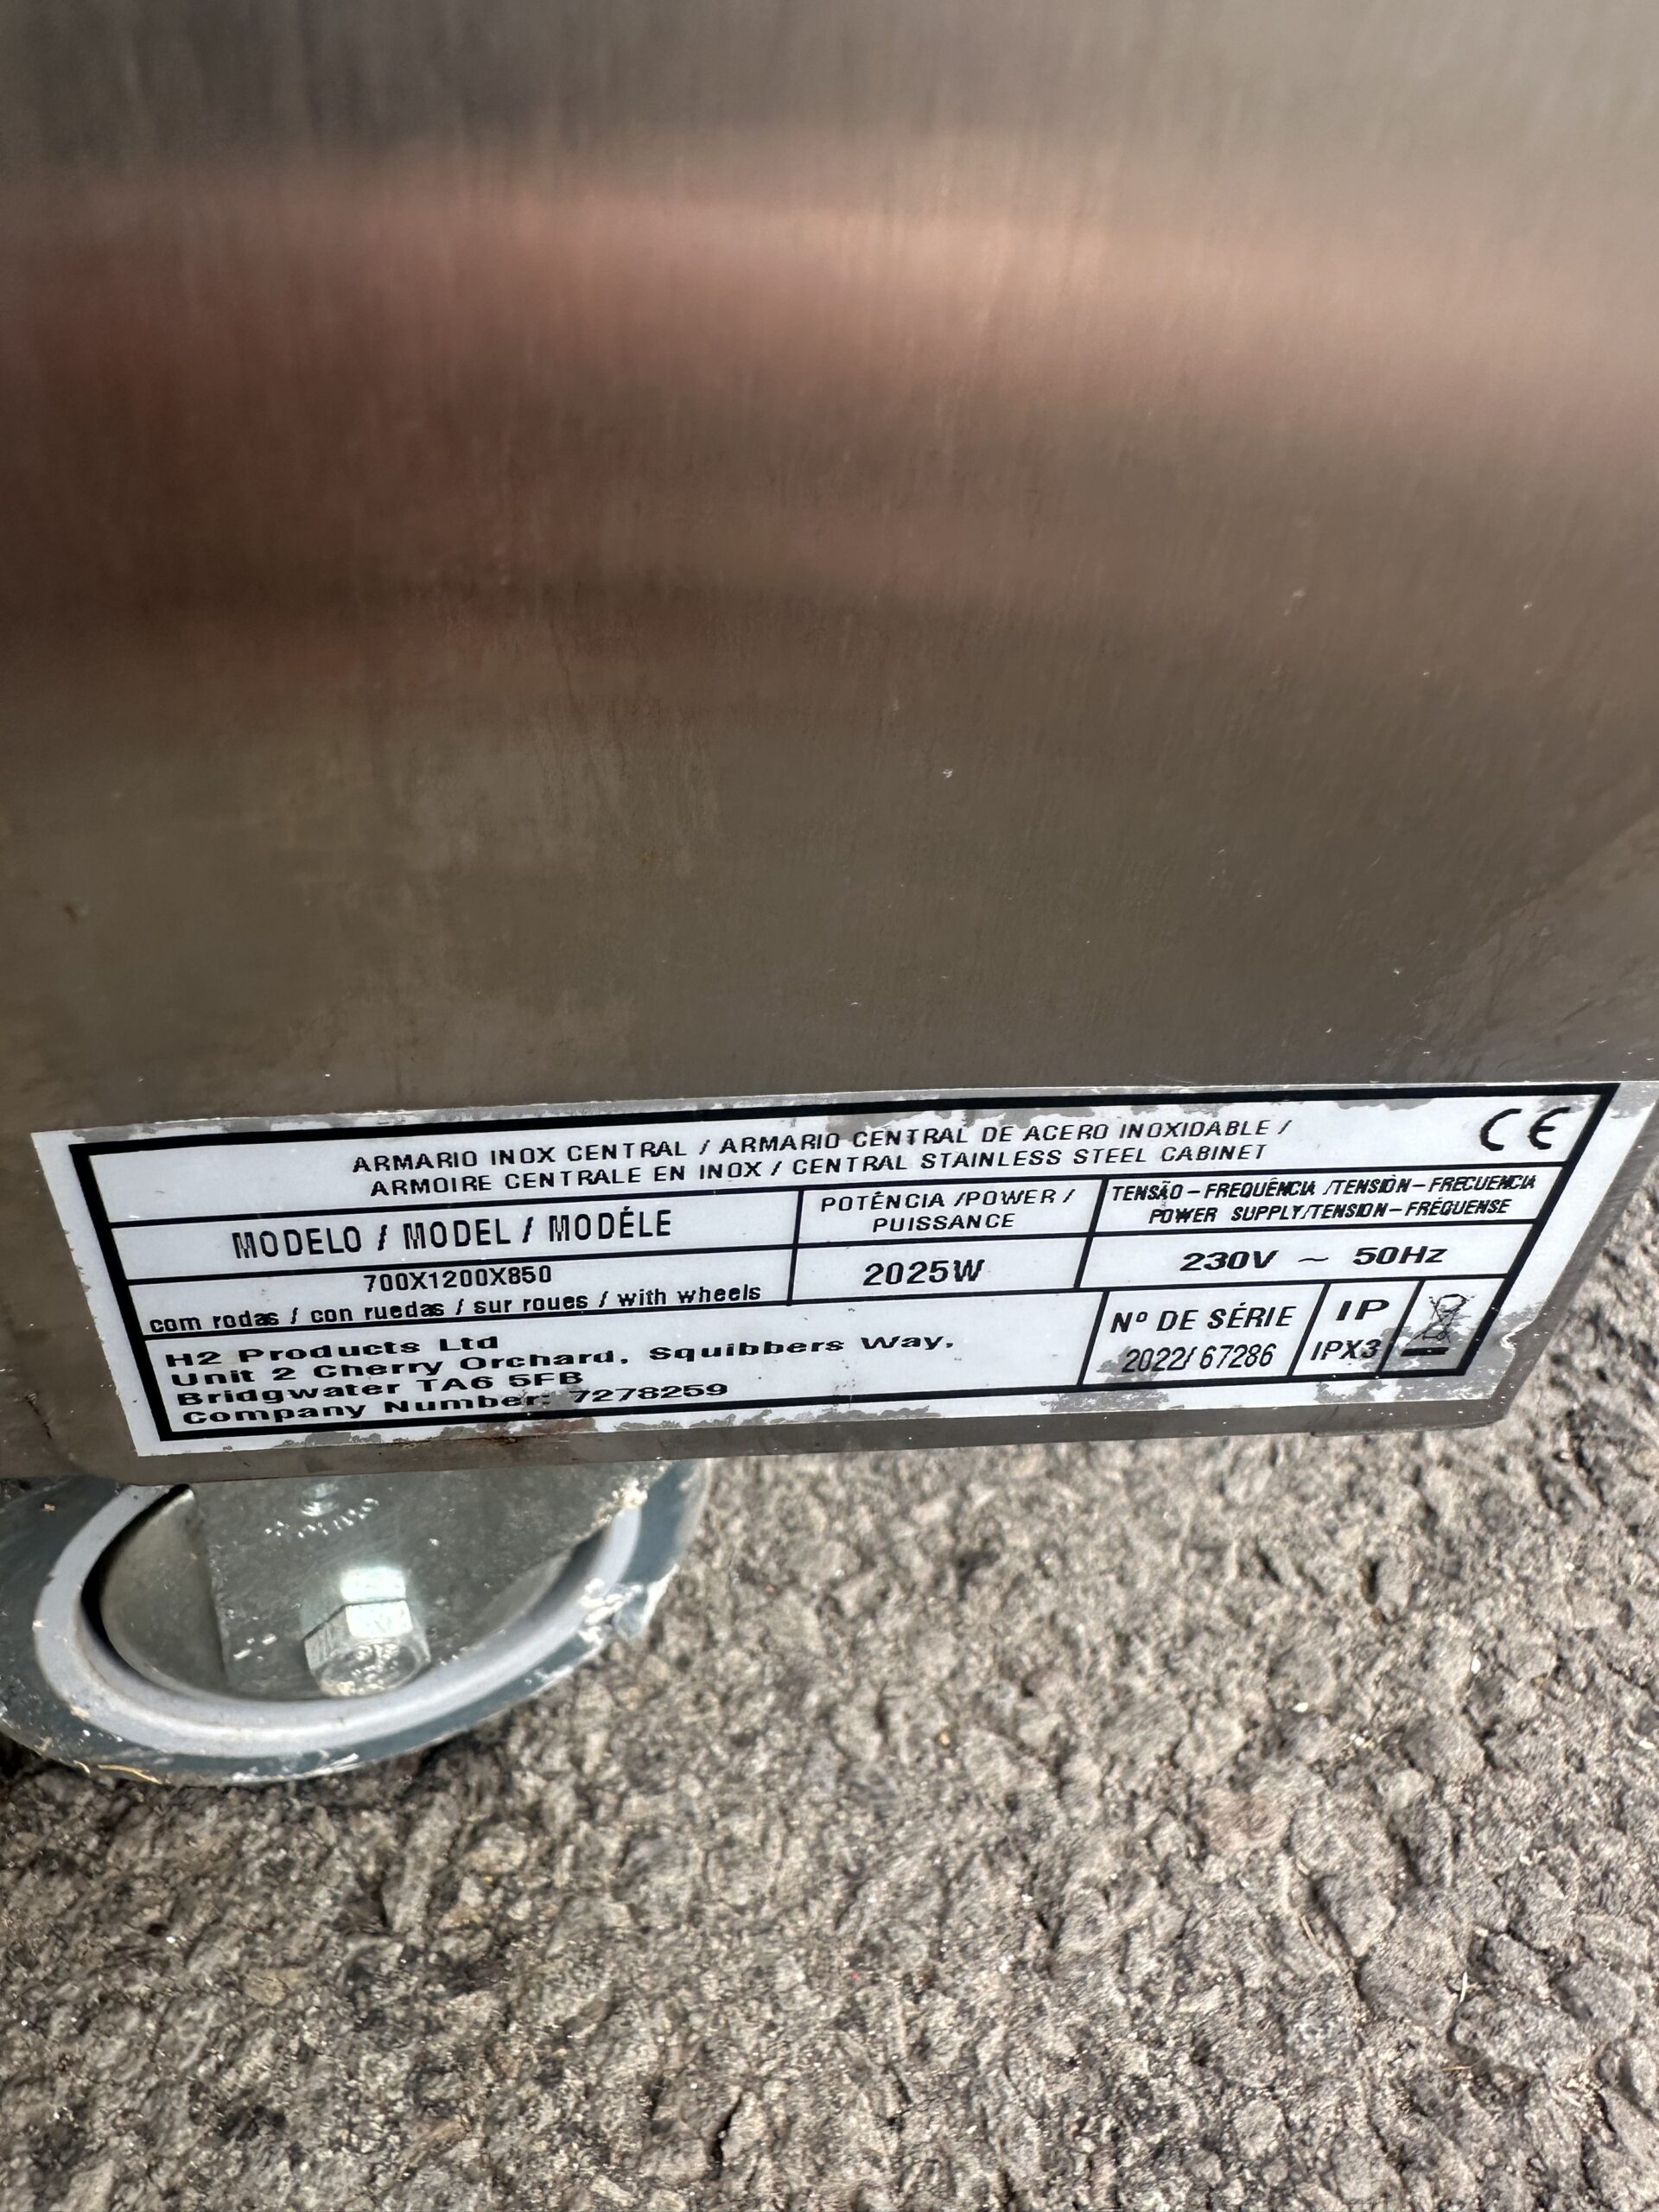 ARMARIO INOX CENTRAL / ARMARIO CENTRAL DE ACERO INOXIDABLE /
ARMOIRE CENTRALE EN INOX / CENTRAL STAINLESS STEEL CABINET
CE
MODELO / MODEL / MODÉLE
POTÊNCIA /POWER /
PUISSANCE
TENSÃO - FREQUÊNCIA /TENSIÒN - FRECUENCIA
POWER SUPPLY/TENSION - FRÉQUENSE
700X1200X850
com rodas / con ruedas / sur roues / with wheels
2025W
230V ~ 50Hz
H2 Products Ltd
Unit 2 Cherry Orchard, Squibbers Way,
Bridgwater TA6 5FB
Company Number: 7278259
Nº DE SÉRIE
2022/ 67286
IP
IPX3